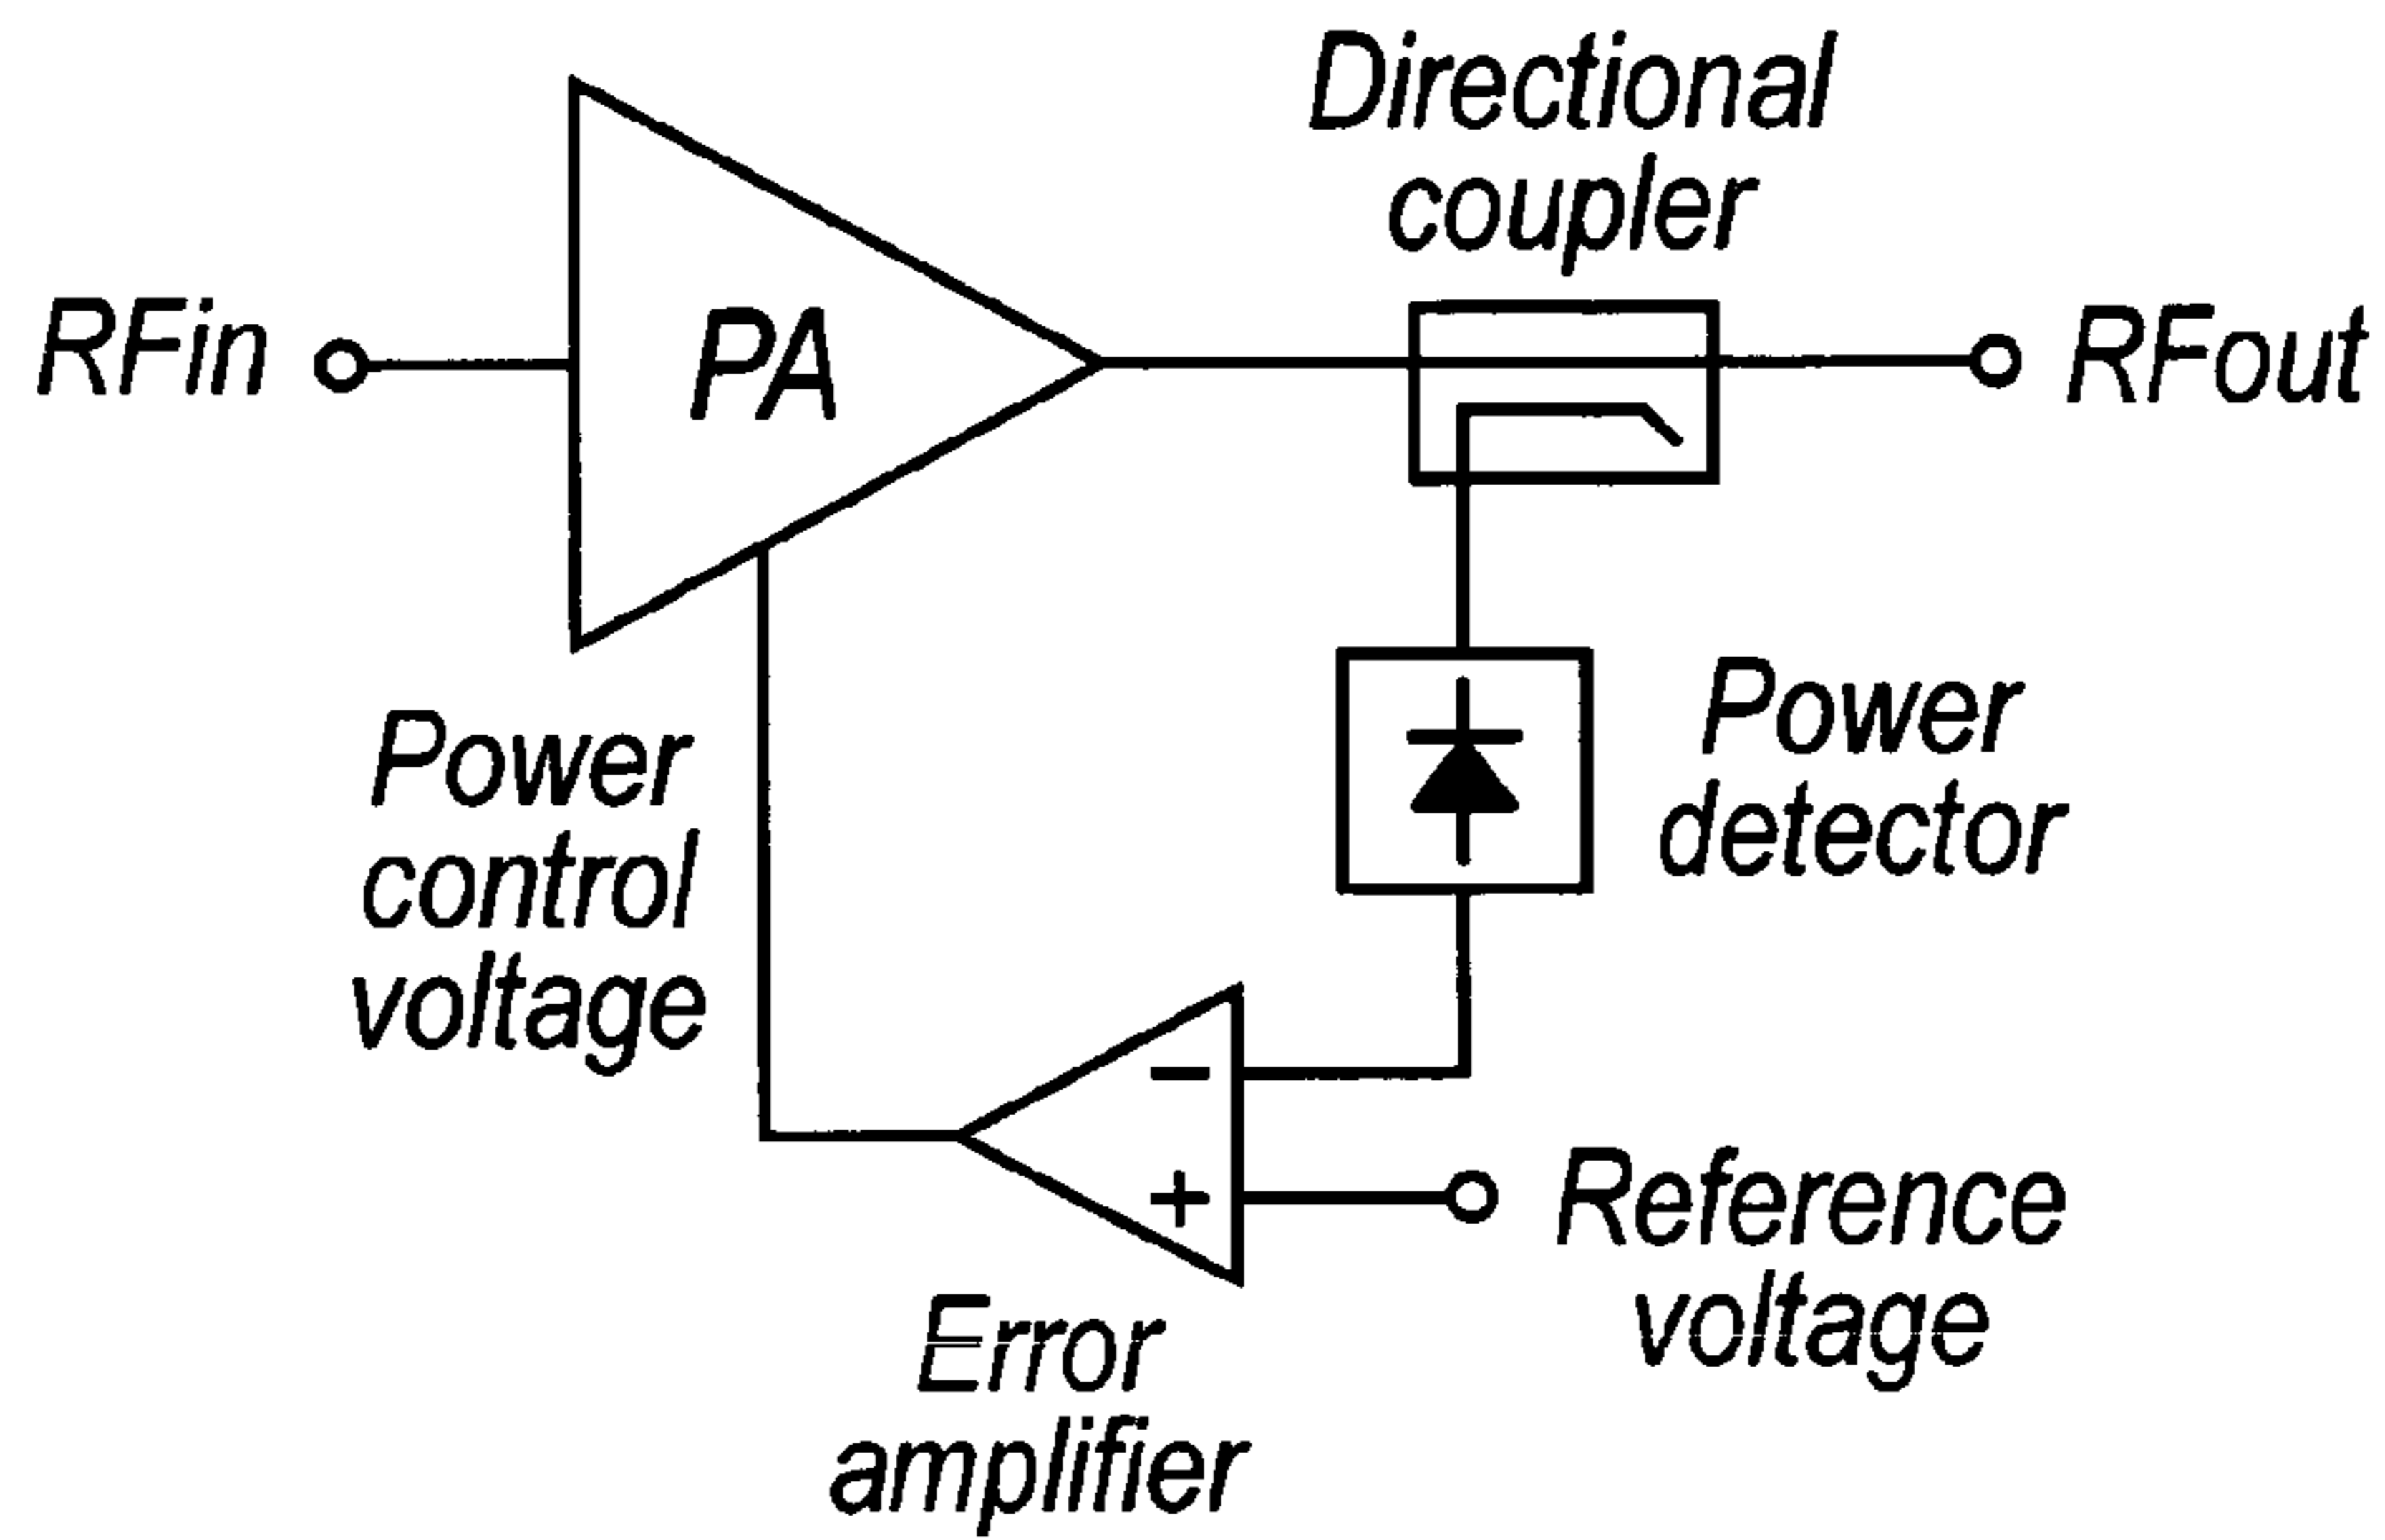 Directional
coupler
RFin
PA
RFout
Power
control
voltage
Power
detector
−
+
Reference
voltage
Error
amplifier